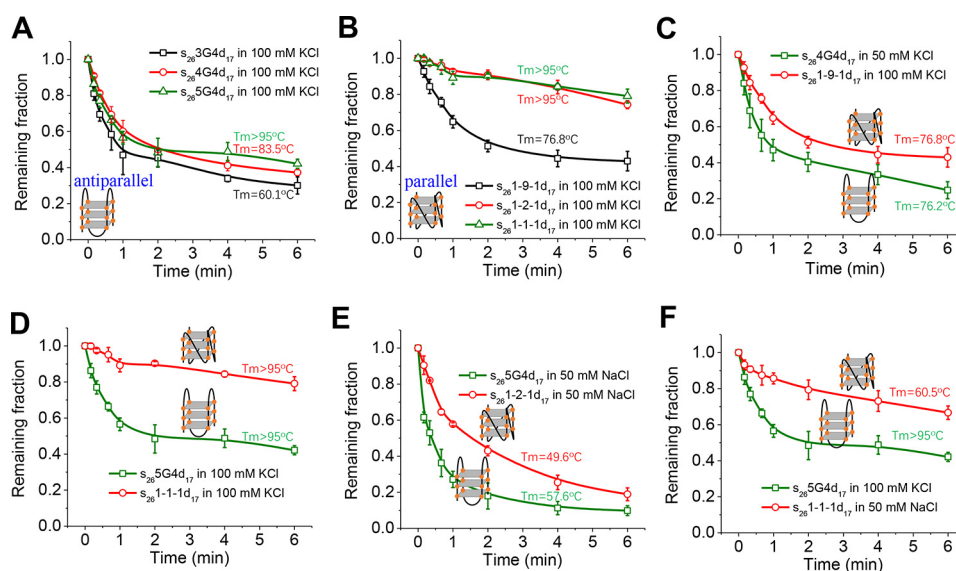 A
Remaining fraction
1.0
0.8
0.6
0.4
0.2
0.0
s₂₆3G4d₁₇ in 100 mM KCl
s₂₆4G4d₁₇ in 100 mM KCl
s₂₆5G4d₁₇ in 100 mM KCl
Tm>95°C
Tm=83.5°C
Tm=60.1°C
antiparallel
0 1 2 3 4 5 6
Time (min)
B
Remaining fraction
1.0
0.8
0.6
0.4
0.2
0.0
Tm>95°C
Tm>95°C
Tm=76.8°C
parallel
s₂₆1-9-1d₁₇ in 100 mM KCl
s₂₆1-2-1d₁₇ in 100 mM KCl
s₂₆1-1-1d₁₇ in 100 mM KCl
0 1 2 3 4 5 6
Time (min)
C
Remaining fraction
1.0
0.8
0.6
0.4
0.2
0.0
s₂₆4G4d₁₇ in 50 mM KCl
s₂₆1-9-1d₁₇ in 100 mM KCl
Tm=76.8°C
Tm=76.2°C
0 1 2 3 4 5 6
Time (min)
D
Remaining fraction
1.0
0.8
0.6
0.4
0.2
0.0
Tm>95°C
Tm>95°C
s₂₆5G4d₁₇ in 100 mM KCl
s₂₆1-1-1d₁₇ in 100 mM KCl
0 1 2 3 4 5 6
Time (min)
E
Remaining fraction
1.0
0.8
0.6
0.4
0.2
0.0
s₂₆5G4d₁₇ in 50 mM NaCl
s₂₆1-2-1d₁₇ in 50 mM NaCl
Tm=49.6°C
Tm=57.6°C
0 1 2 3 4 5 6
Time (min)
F
Remaining fraction
1.0
0.8
0.6
0.4
0.2
0.0
Tm=60.5°C
Tm>95°C
s₂₆5G4d₁₇ in 100 mM KCl
s₂₆1-1-1d₁₇ in 50 mM NaCl
0 1 2 3 4 5 6
Time (min)